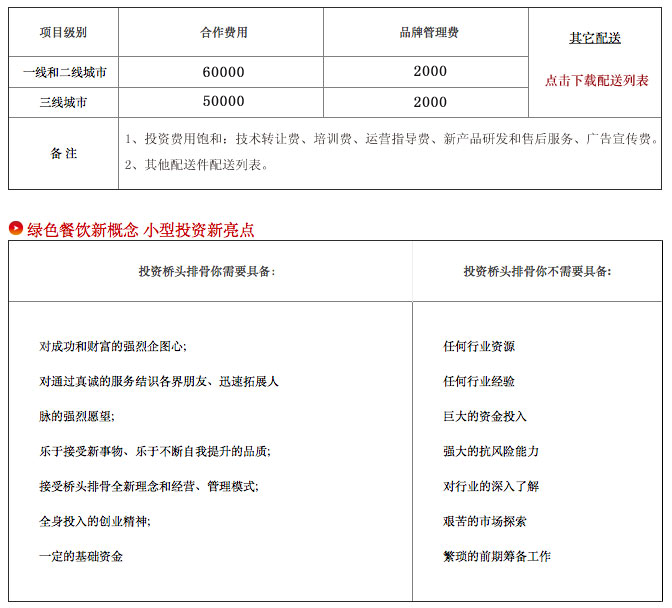 项目级别 合作费用 品牌管理费 其它配送
点击下载配送列表
一线和二线城市 60000 2000
三线城市 50000 2000
备 注
1、投资费用饱和：技术转让费、培训费、运营指导费、新产品研发和售后服务、广告宣传费。
2、其他配送件配送列表。
绿色餐饮新概念 小型投资新亮点
投资桥头排骨你需要具备： 投资桥头排骨你不需要具备：
对成功和财富的强烈企图心； 任何行业资源
对通过真诚的服务结识各界朋友、迅速拓展人 任何行业经验
脉的强烈愿望； 巨大的资金投入
乐于接受新事物、乐于不断自我提升的品质； 强大的抗风险能力
接受桥头排骨全新理念和经营、管理模式； 对行业的深入了解
全身投入的创业精神； 艰苦的市场探索
一定的基础资金 繁琐的前期筹备工作